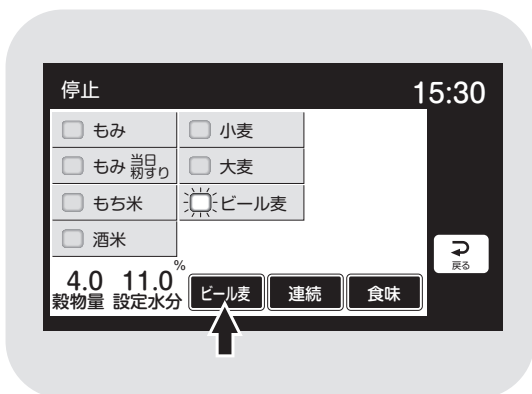 停止 15:30
もみ 小麦
もみ 当日籾すり 大麦
もち米 ビール麦
酒米
戻る
4.0 11.0%
穀物量 設定水分 ビール麦 連続 食味